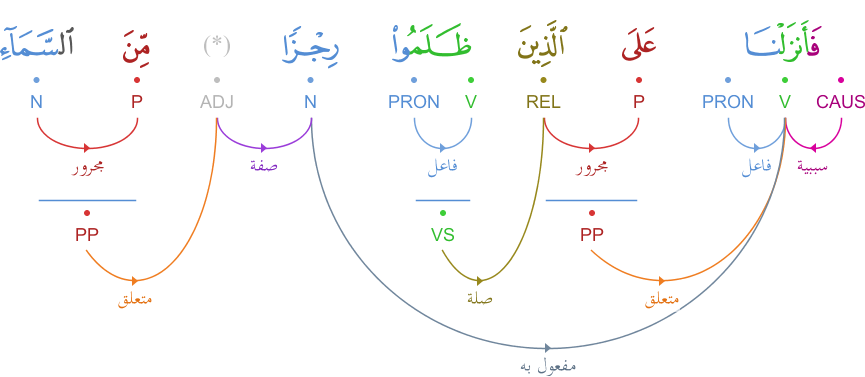 فَأَنزَلْنَا عَلَى ٱلَّذِينَ ظَلَمُوا۟ رِجْزًا (*) مِّنَ ٱلسَّمَآءِ
CAUS V PRON P REL V PRON N ADJ P N
سببية فاعل مجرور فاعل صفة مجرور
PP VS PP
متعلق صلة متعلق
مفعول به